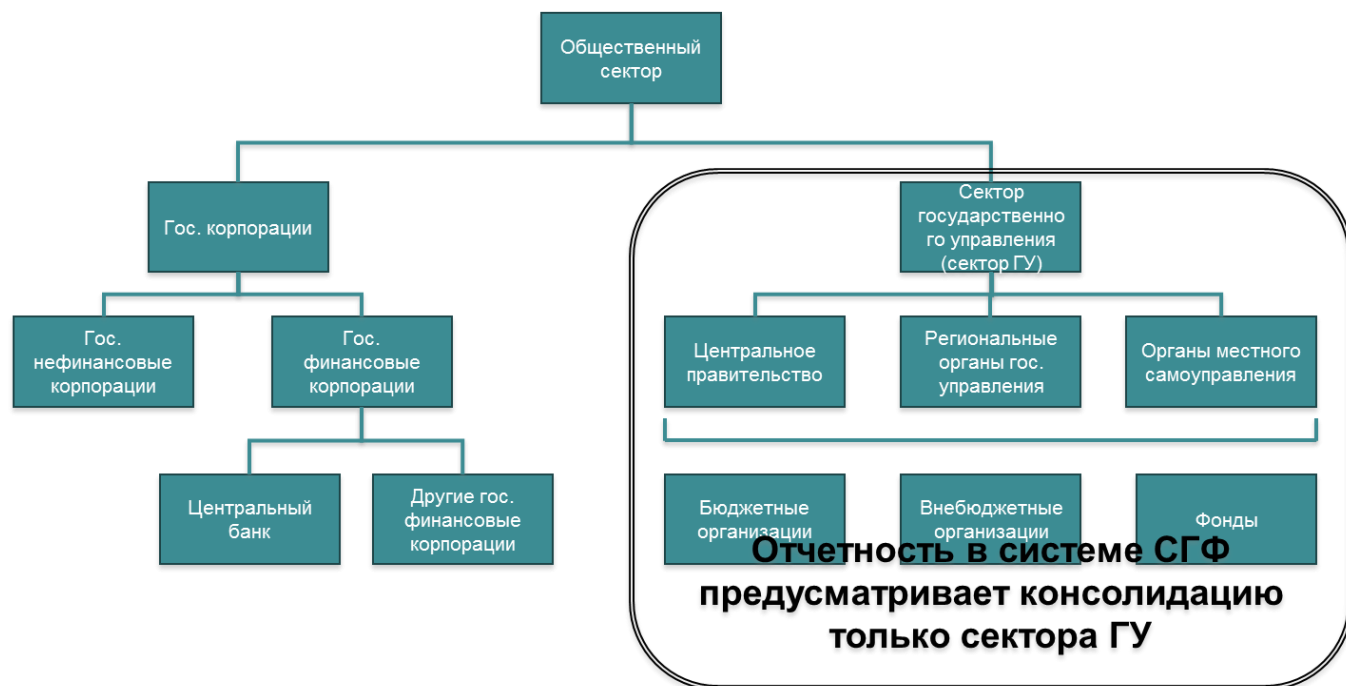 Общественный
сектор
Гос. корпорации
Сектор
государственно
го управления
(сектор ГУ)
Гос.
нефинансовые
корпорации
Гос.
финансовые
корпорации
Центральное
правительство
Региональные
органы гос.
управления
Органы местного
самоуправления
Центральный
банк
Другие гос.
финансовые
корпорации
Бюджетные
организации
Внебюджетные
организации
Фонды
Отчетность в системе СГФ
предусматривает консолидацию
только сектора ГУ